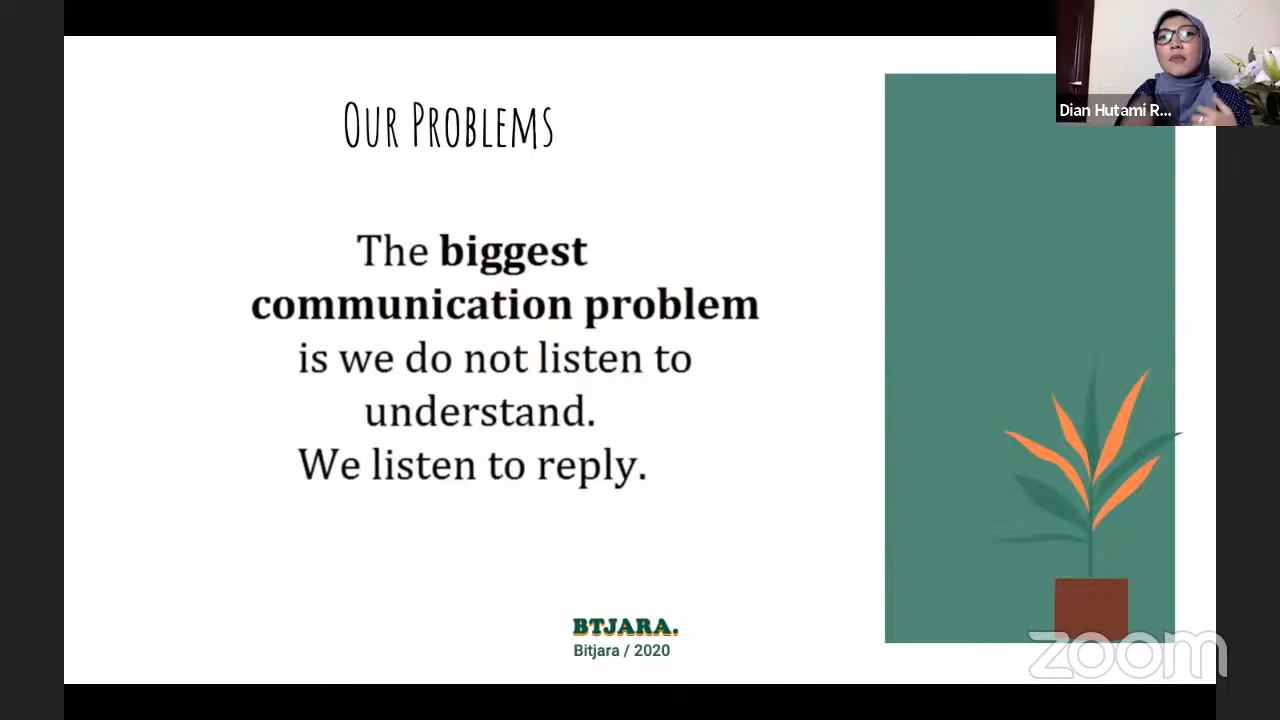 Our Problems
The biggest
communication problem
is we do not listen to
understand.
We listen to reply.
BTJARA.
Bitjara / 2020
Dian Hutami R...
zoom